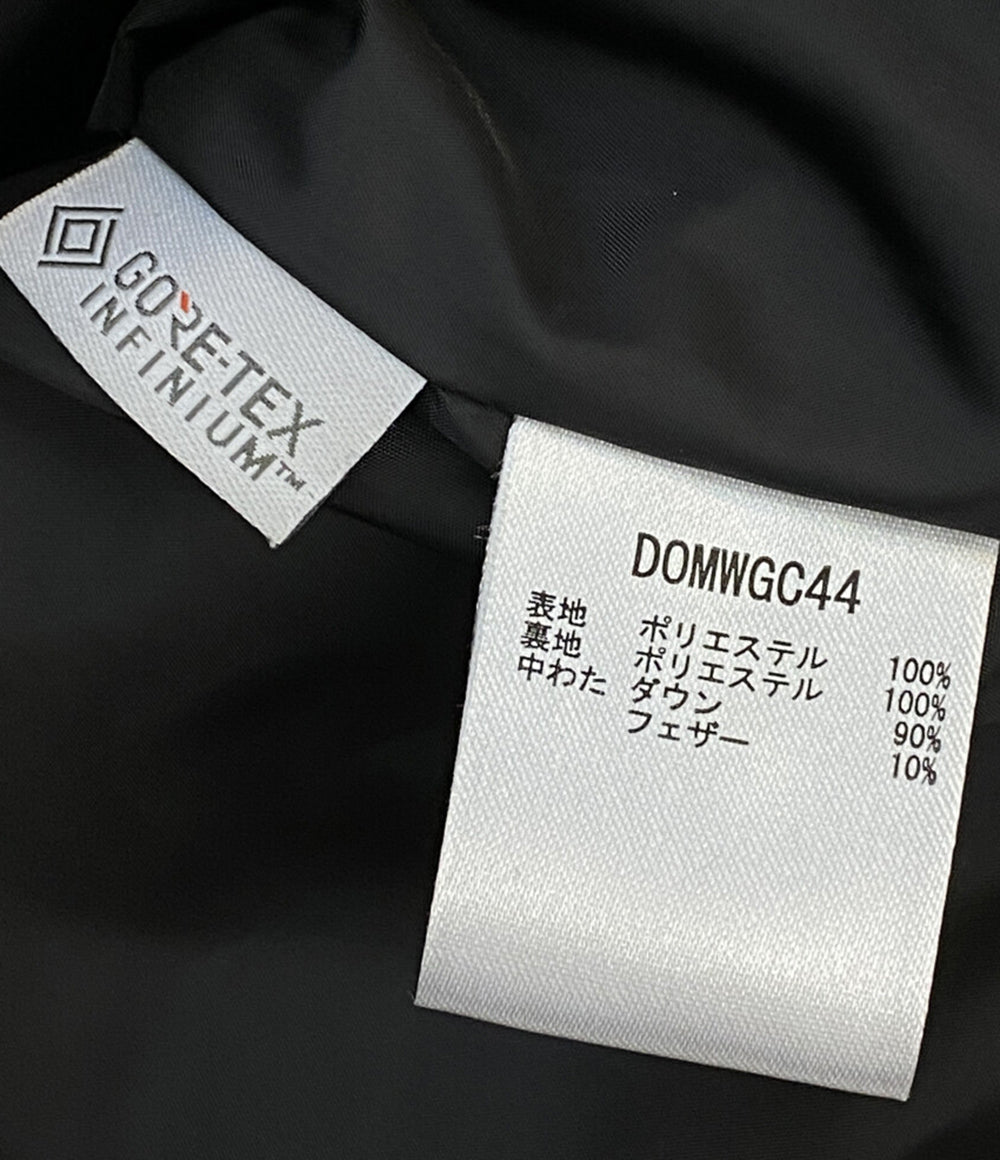 GORE-TEX
INFINIUM™
DOMWGC44
表地 ポリエステル 100%
裏地 ポリエステル 100%
中わた ダウン 90%
フェザー 10%